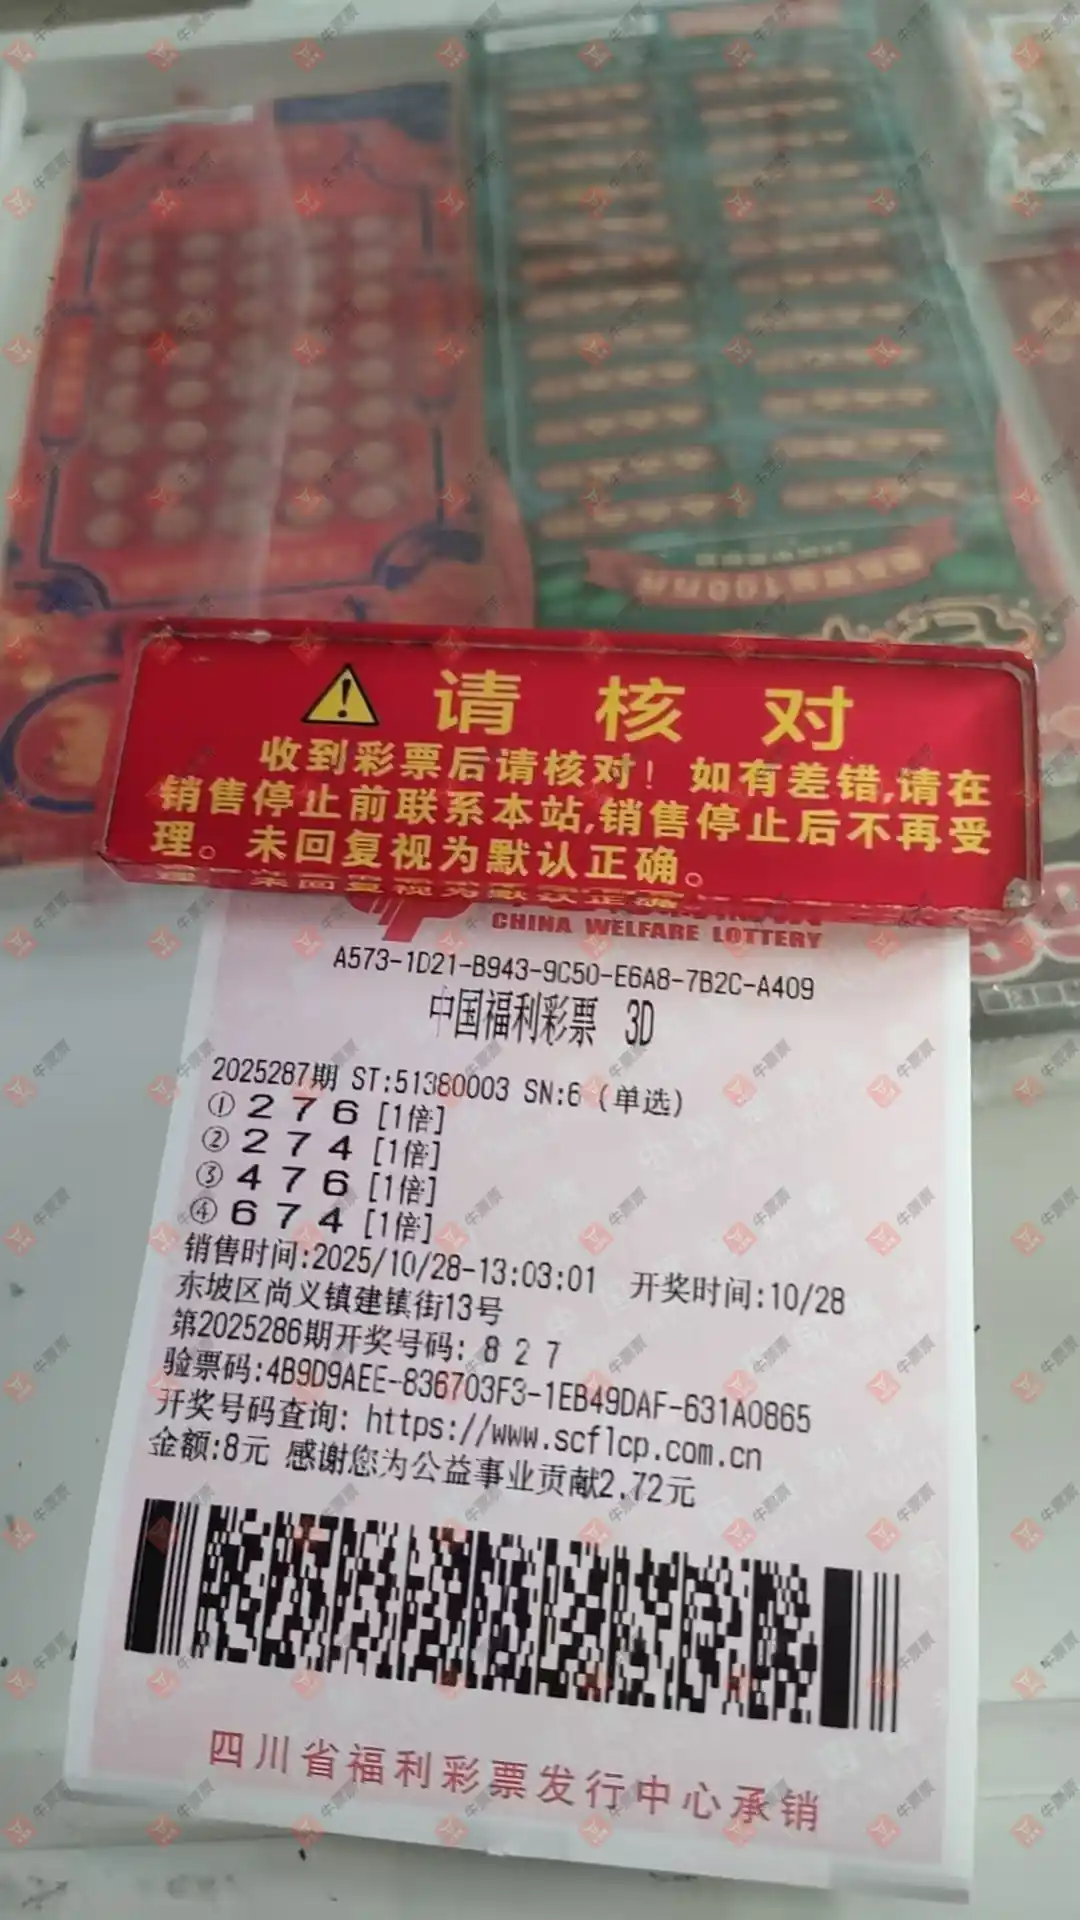 请核对
收到彩票后请核对！如有差错,请在
销售停止前联系本站,销售停止后不再受
理。未回复视为默认正确。
CHINA WELFARE LOTTERY
A573-1D21-B943-9C50-E6A8-7B2C-A409
中国福利彩票 3D
2025287期 ST:51380003 SN:6 (单选)
① 2 7 6 [1倍]
② 2 7 4 [1倍]
③ 4 7 6 [1倍]
④ 6 7 4 [1倍]
销售时间:2025/10/28-13:03:01 开奖时间:10/28
东坡区尚义镇建镇街13号
第2025286期开奖号码: 8 2 7
验票码:4B9D9AEE-836703F3-1EB49DAF-631A0865
开奖号码查询: https://www.scflcp.com.cn
金额:8元 感谢您为公益事业贡献2.72元
四川省福利彩票发行中心承销